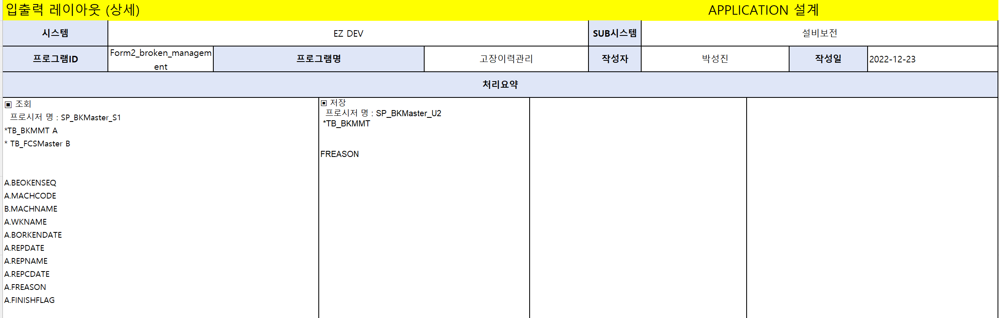 입출력 레이아웃 (상세)
APPLICATION 설계
시스템
EZ DEV
SUB시스템
설비보전
프로그램ID
Form2_broken_managem
ent
프로그램명
고장이력관리
작성자
박성진
작성일
2022-12-23
처리요약
▣ 조회
프로시저 명 : SP_BKMaster_S1
*TB_BKMMT A
* TB_FCSMaster B
A.BEOKENSEQ
A.MACHCODE
B.MACHNAME
A.WKNAME
A.BORKENDATE
A.REPDATE
A.REPNAME
A.REPCDATE
A.FREASON
A.FINISHFLAG
▣ 저장
프로시저 명 : SP_BKMaster_U2
*TB_BKMMT
FREASON